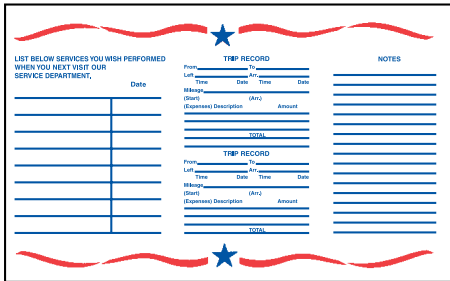 LIST BELOW SERVICES YOU WISH PERFORMED
WHEN YOU NEXT VISIT OUR
SERVICE DEPARTMENT,
Date
TRIP RECORD
From To
Left Arr.
Time Date Time Date
Mileage
(Start) (Arr.)
(Expenses) Description Amount
TOTAL
TRIP RECORD
From To
Left Arr.
Time Date Time Date
Mileage
(Start) (Arr.)
(Expenses) Description Amount
TOTAL
NOTES